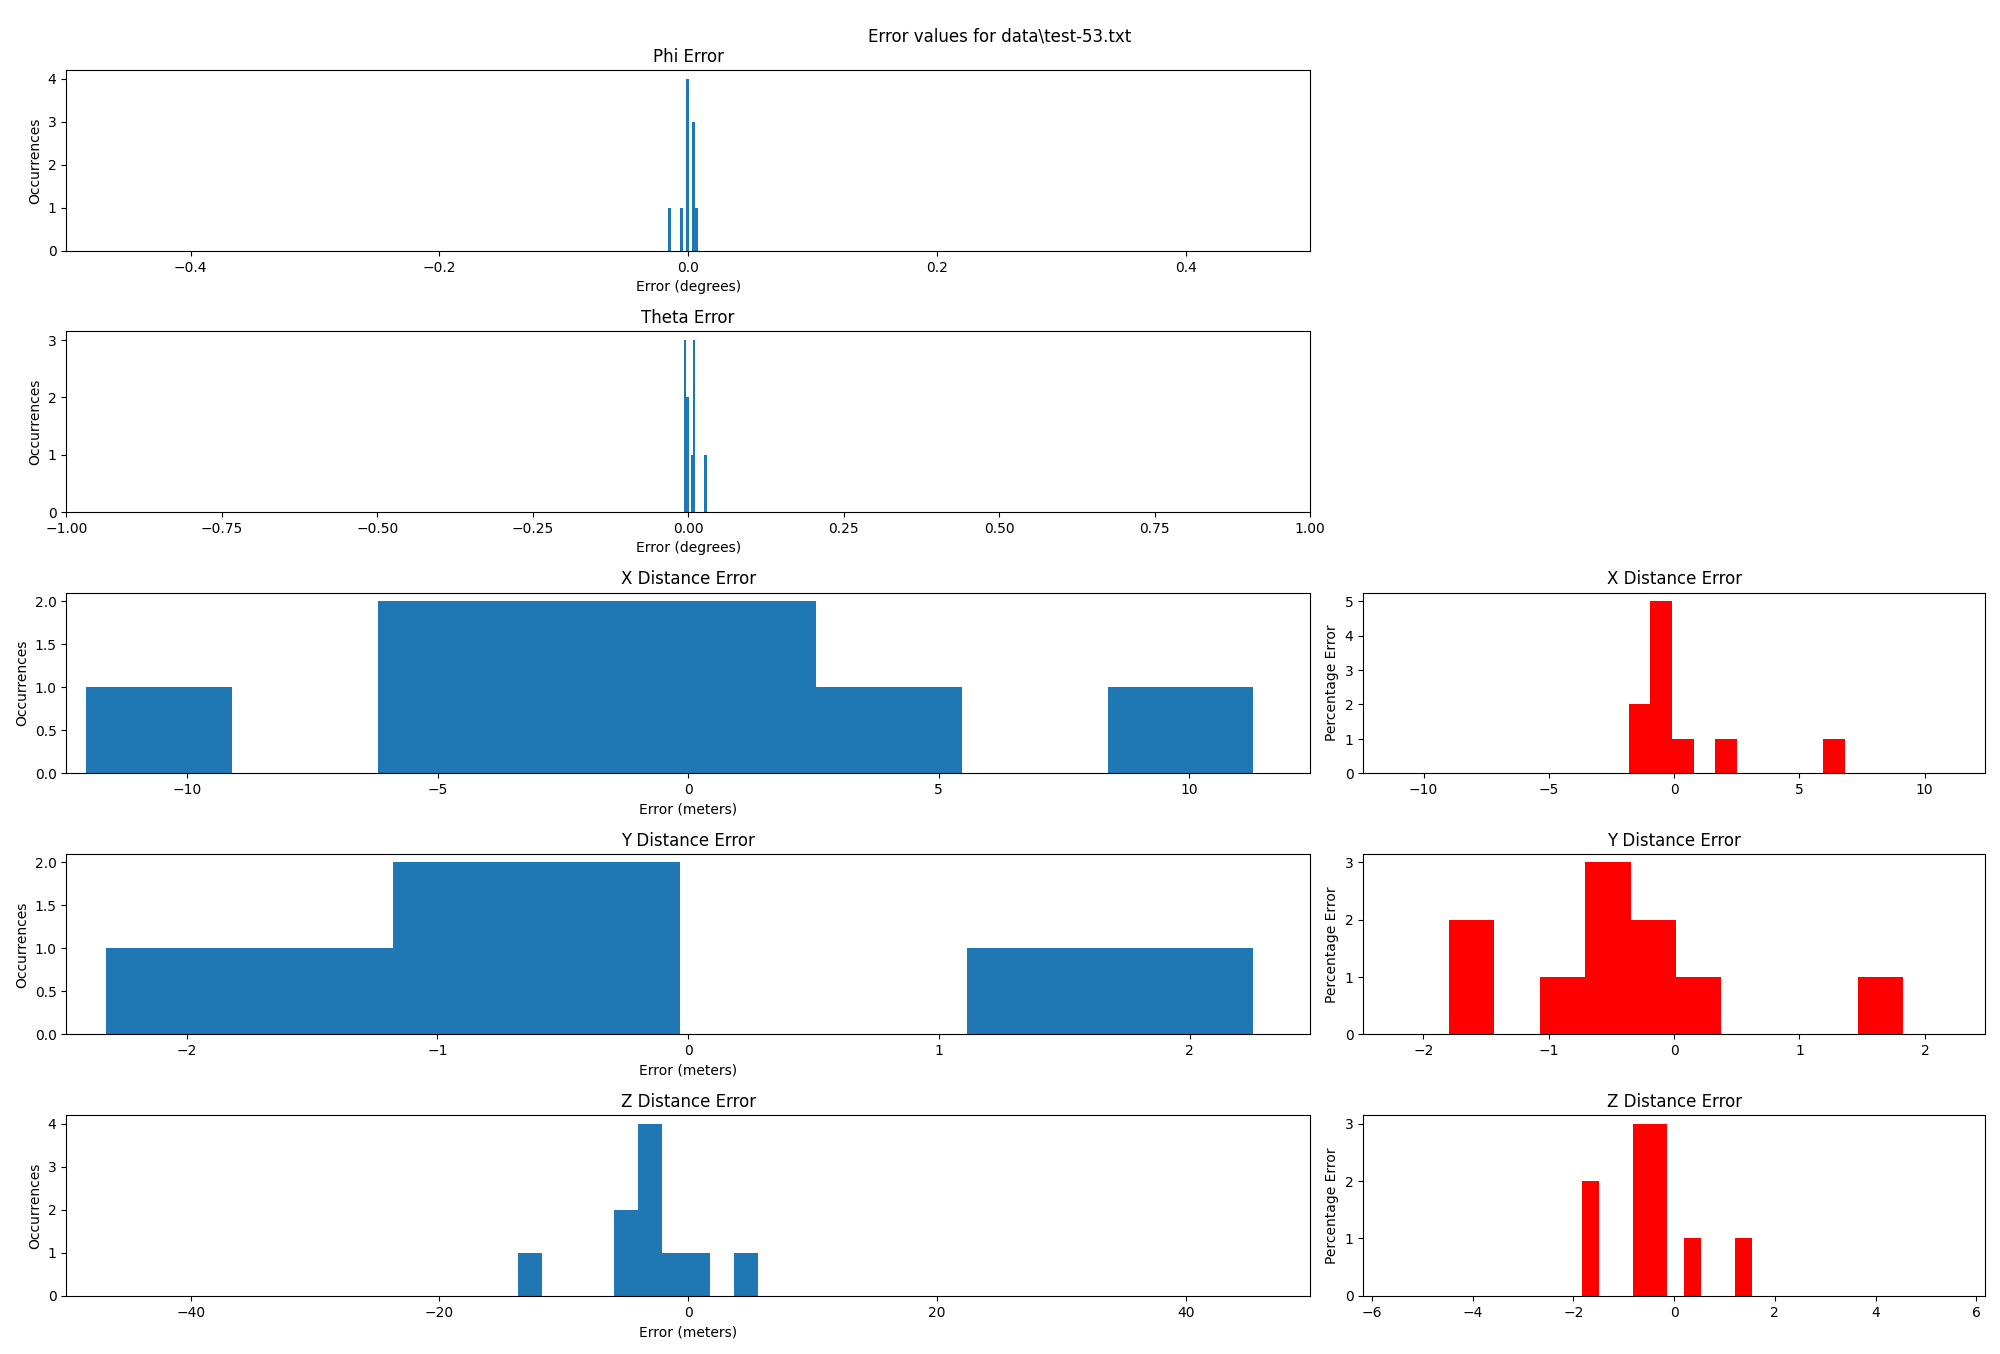 Error values for data\test-53.txt
Phi Error
Occurrences
4
3
2
1
0
−0.4 −0.2 0.0 0.2 0.4
Error (degrees)
Theta Error
Occurrences
3
2
1
0
−1.00 −0.75 −0.50 −0.25 0.00 0.25 0.50 0.75 1.00
Error (degrees)
X Distance Error
Occurrences
2.0
1.5
1.0
0.5
0.0
−10 −5 0 5 10
Error (meters)
X Distance Error
Percentage Error
5
4
3
2
1
0
−10 −5 0 5 10
Y Distance Error
Occurrences
2.0
1.5
1.0
0.5
0.0
−2 −1 0 1 2
Error (meters)
Y Distance Error
Percentage Error
3
2
1
0
−2 −1 0 1 2
Z Distance Error
Occurrences
4
3
2
1
0
−40 −20 0 20 40
Error (meters)
Z Distance Error
Percentage Error
3
2
1
0
−6 −4 −2 0 2 4 6